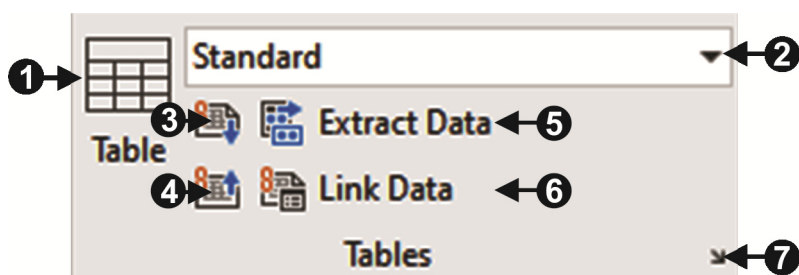 1
Standard
2
Table
3
Extract Data
5
4
Link Data
6
Tables
7